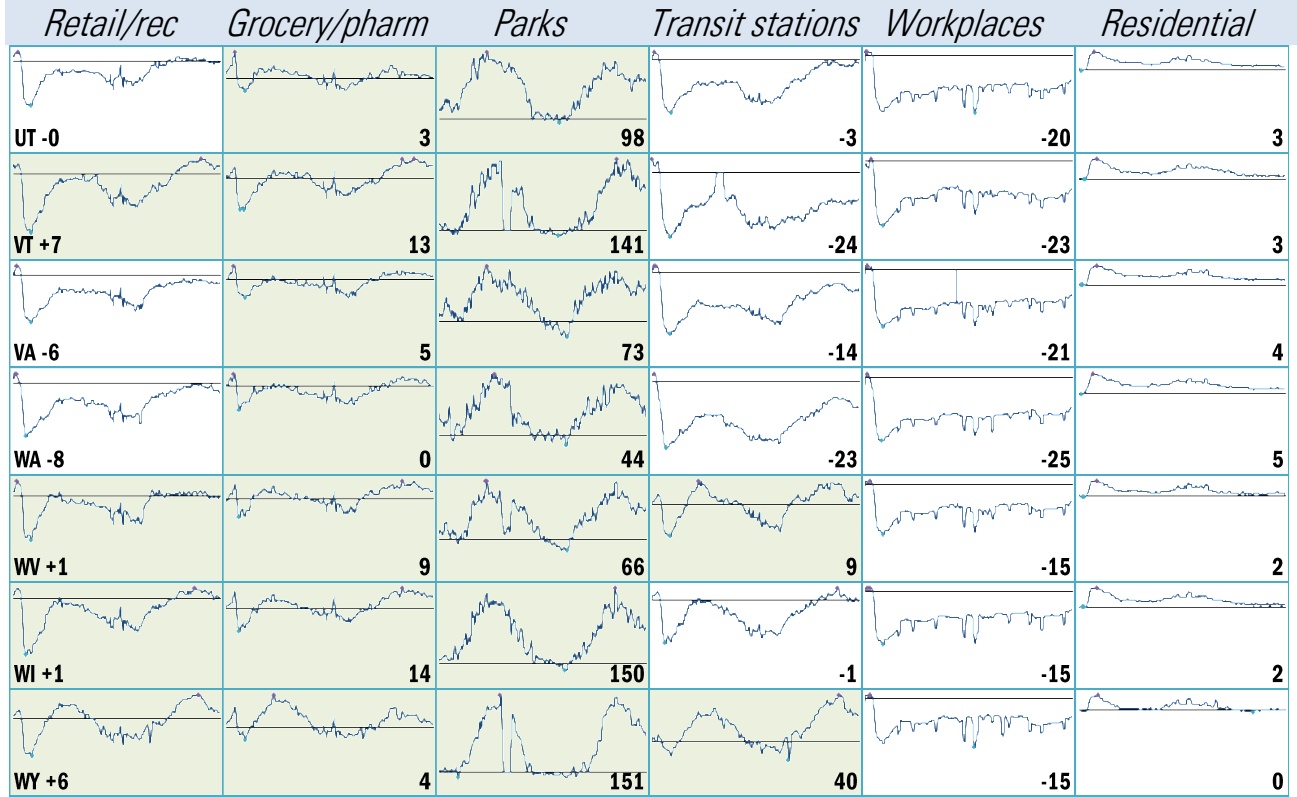 Retail/rec Grocery/pharm Parks Transit stations Workplaces Residential
UT -0 3 98 -3 -20 3
VT +7 13 141 -24 -23 3
VA -6 5 73 -14 -21 4
WA -8 0 44 -23 -25 5
WV +1 9 66 9 -15 2
WI +1 14 150 -1 -15 2
WY +6 4 151 40 -15 0